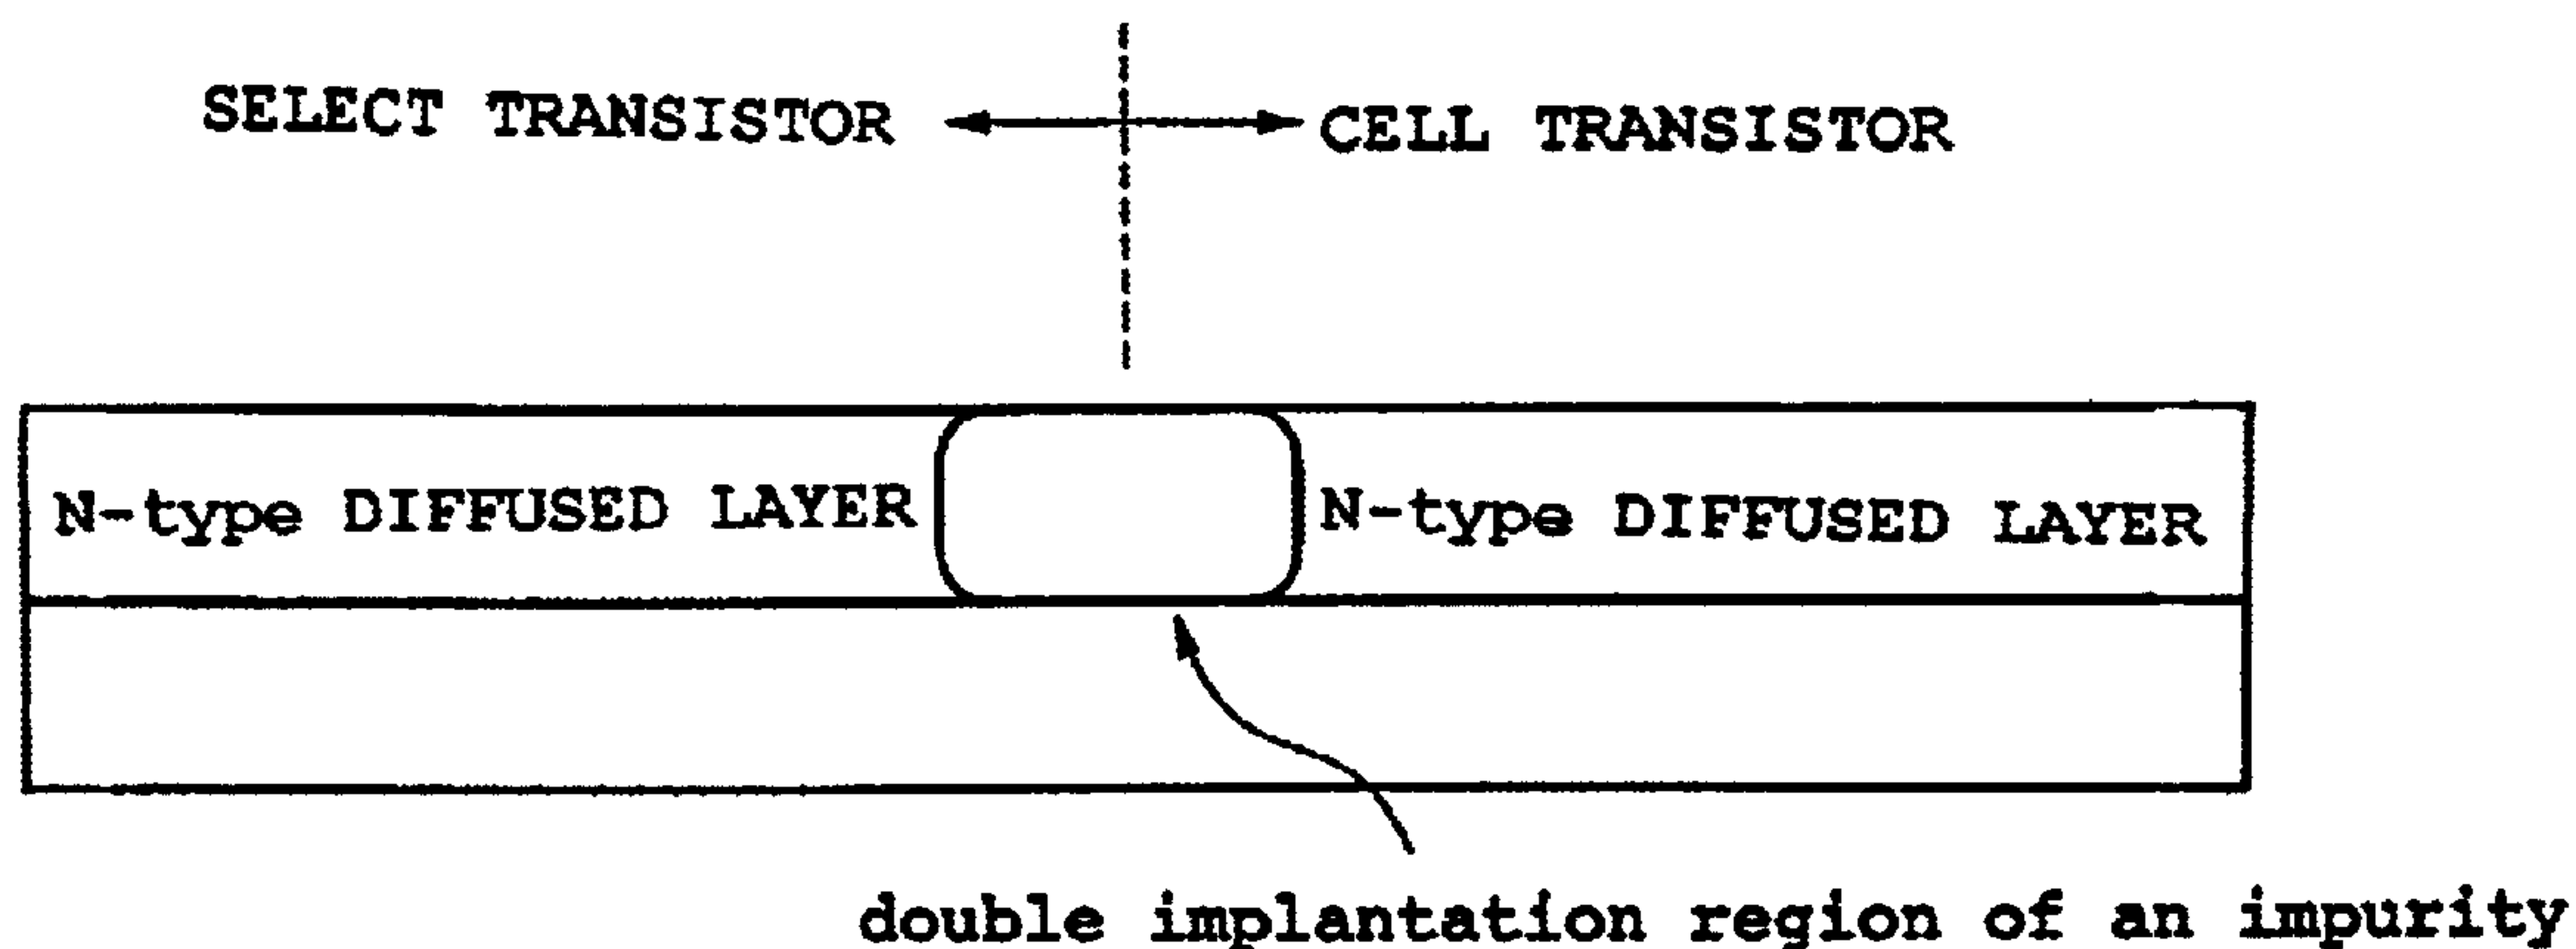 SELECT TRANSISTOR
CELL TRANSISTOR
N-type DIFFUSED LAYER
N-type DIFFUSED LAYER
double implantation region of an impurity